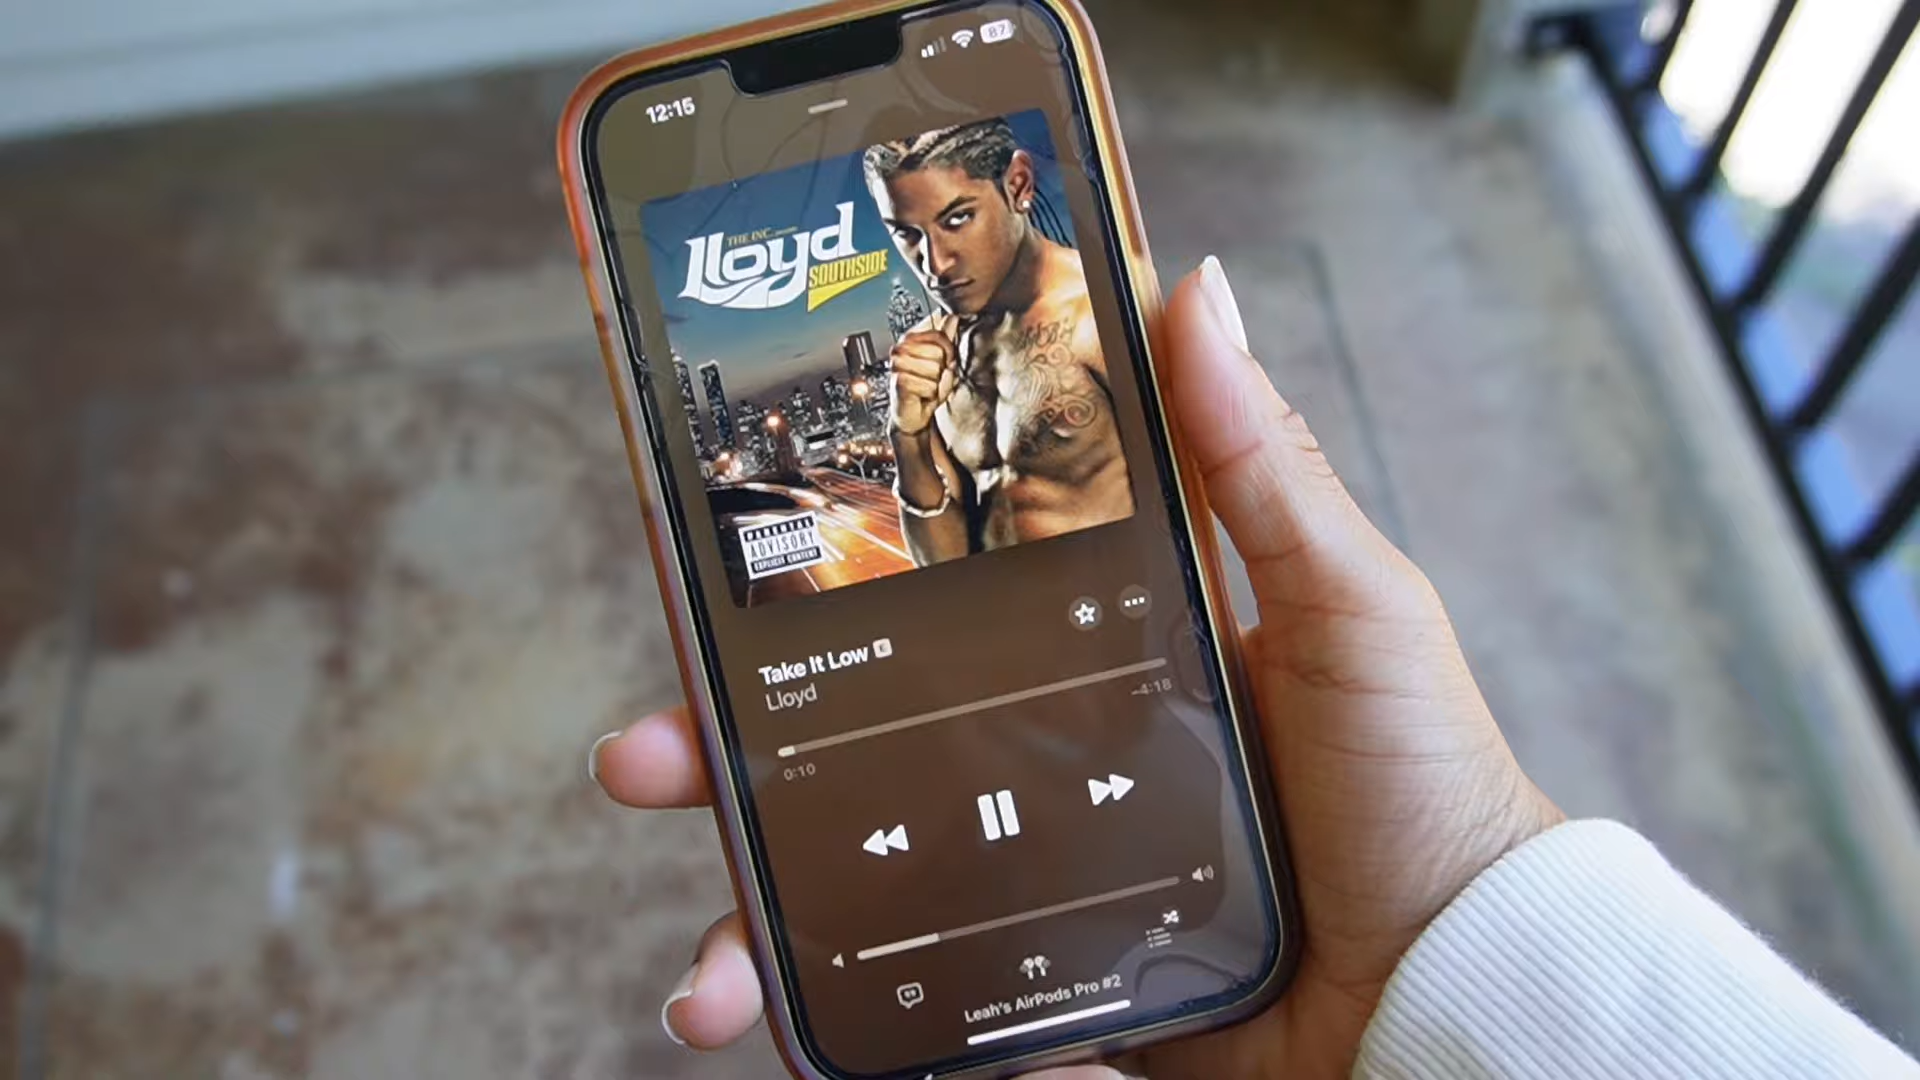 12:15
87
THE INC.
Lloyd
SOUTHSIDE
PARENTAL
ADVISORY
EXPLICIT CONTENT
Take It Low E
Lloyd
0:10
-4:18
Leah's AirPods Pro #2